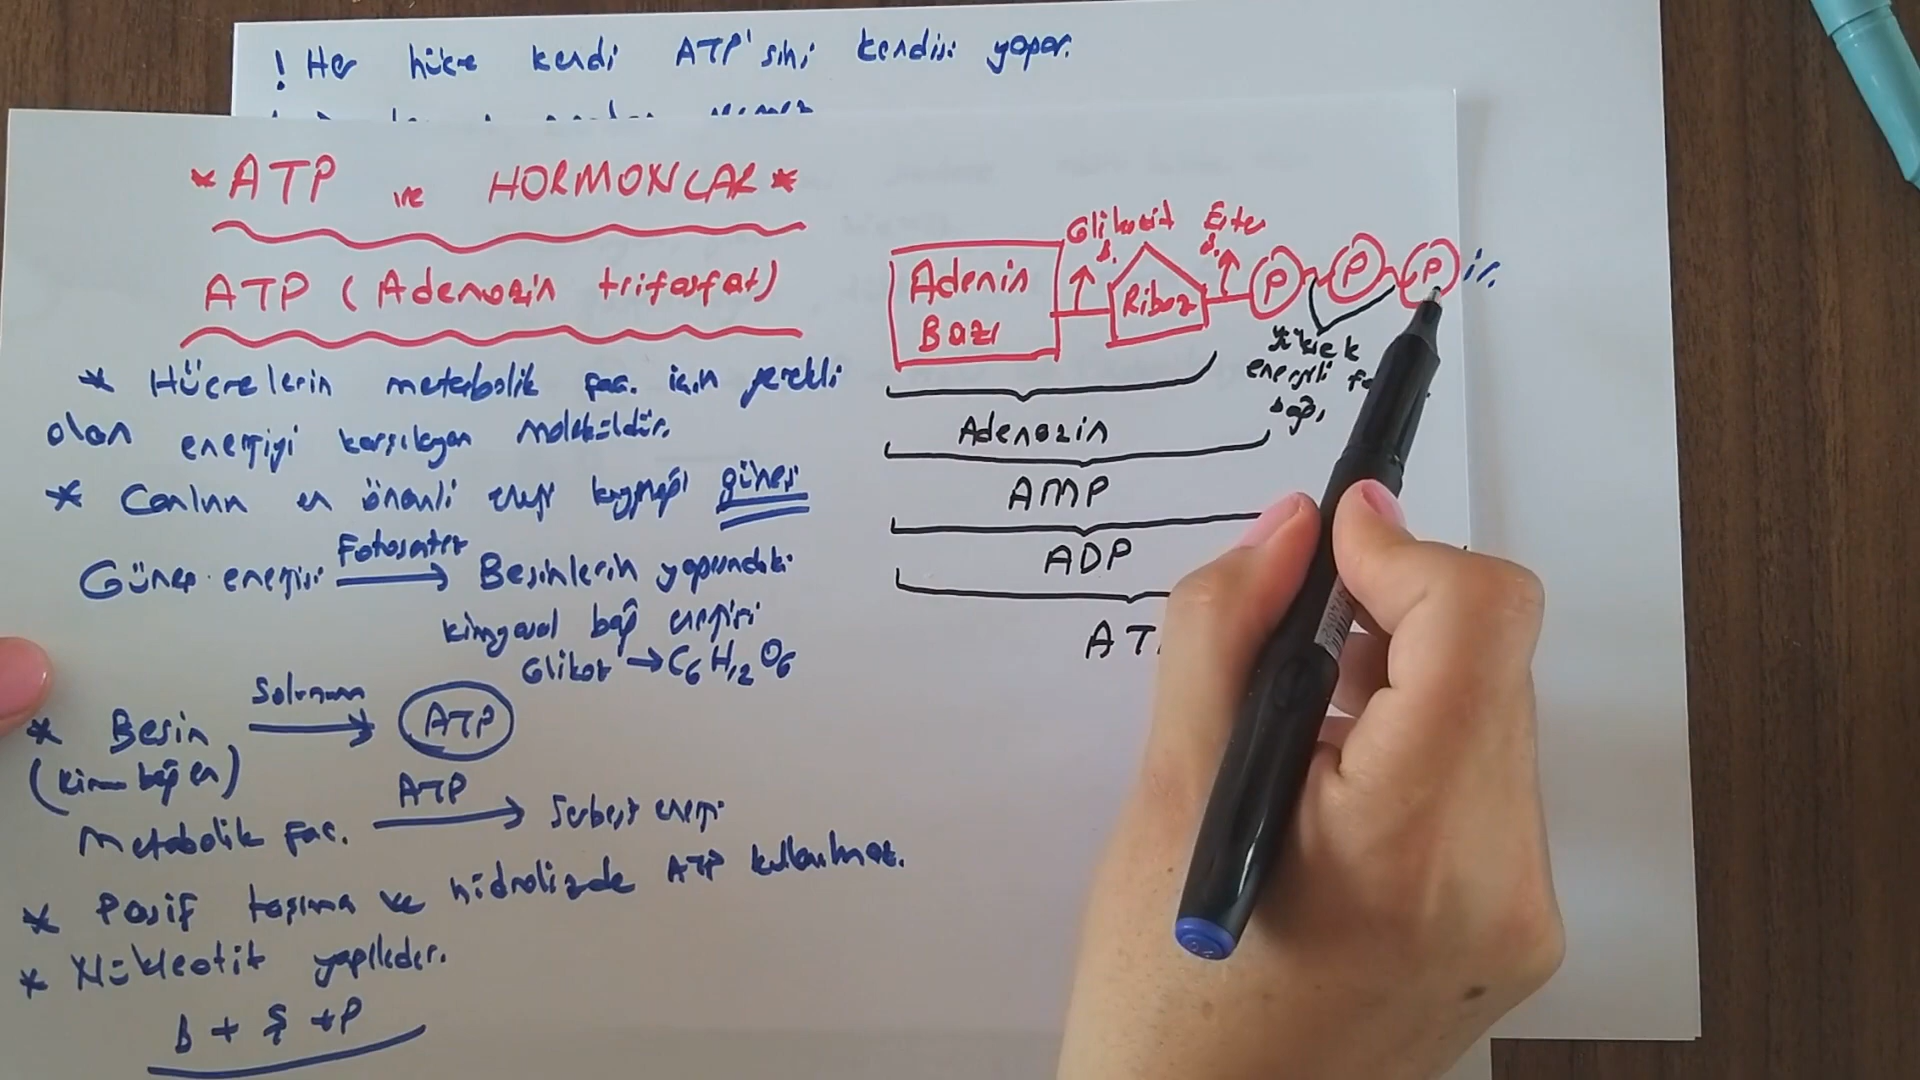 ! Her hücre kendi ATP'sini kendisi yapar.
*ATP ve HORMONLAR*
ATP (Adenozin trifosfat)
* Hücrelerin metabolik faa. için gerekli
olan enerjiyi karşılayan moleküldür.
* Canlının en önemli enerji kaynağı güneş
Güneş enerjisi Fotosentez → Besinlerin yapısındaki
kimyasal bağ enerjisi
Glikoz → C6H12O6
* Besin Solunum → ATP
(kim bağ en)
Metabolik faa. ATP → Serbest enerji
* Pasif taşıma ve hidrolizde ATP kullanılmaz.
* Nükleotit yapılıdır.
B + Ş + P
Glikozit b. Ester b.
Adenin Bazı
Riboz
P P P
Yüksek
enerjili
bağı
Adenozin
AMP
ADP